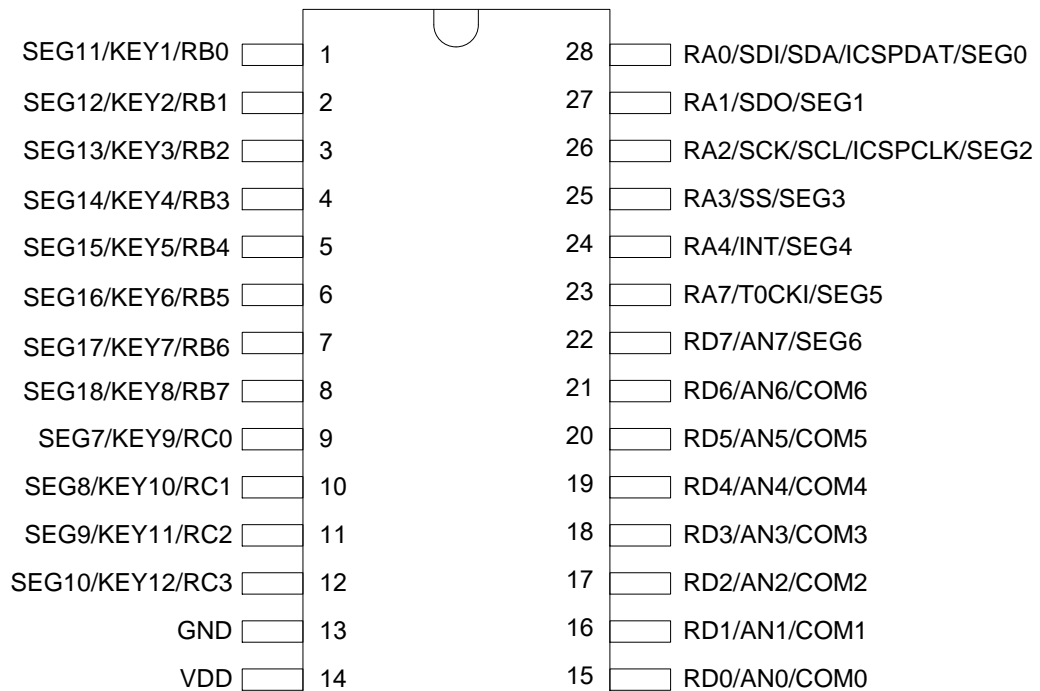 SEG11/KEY1/RB0 1 28 RA0/SDI/SDA/ICSPDAT/SEG0
SEG12/KEY2/RB1 2 27 RA1/SDO/SEG1
SEG13/KEY3/RB2 3 26 RA2/SCK/SCL/ICSPCLK/SEG2
SEG14/KEY4/RB3 4 25 RA3/SS/SEG3
SEG15/KEY5/RB4 5 24 RA4/INT/SEG4
SEG16/KEY6/RB5 6 23 RA7/T0CKI/SEG5
SEG17/KEY7/RB6 7 22 RD7/AN7/SEG6
SEG18/KEY8/RB7 8 21 RD6/AN6/COM6
SEG7/KEY9/RC0 9 20 RD5/AN5/COM5
SEG8/KEY10/RC1 10 19 RD4/AN4/COM4
SEG9/KEY11/RC2 11 18 RD3/AN3/COM3
SEG10/KEY12/RC3 12 17 RD2/AN2/COM2
GND 13 16 RD1/AN1/COM1
VDD 14 15 RD0/AN0/COM0